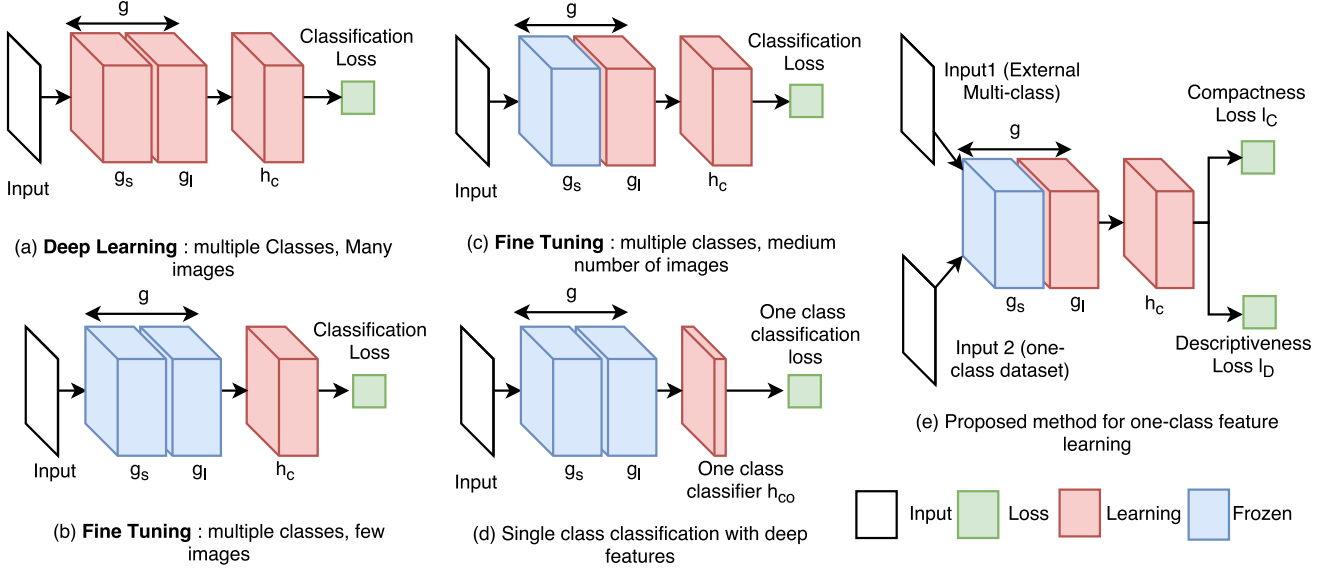 g
Classification
Loss
Input
gs
gl
hc
(a) Deep Learning : multiple Classes, Many
images
g
Classification
Loss
Input
gs
gl
hc
(b) Fine Tuning : multiple classes, few
images
g
Classification
Loss
Input
gs
gl
hc
(c) Fine Tuning : multiple classes, medium
number of images
g
One class
classification
loss
Input
gs
gl
One class
classifier hco
(d) Single class classification with deep
features
Input1 (External
Multi-class)
g
Compactness
Loss lC
gs
gl
hc
Input 2 (one-
class dataset)
Descriptiveness
Loss lD
(e) Proposed method for one-class feature
learning
Input
Loss
Learning
Frozen